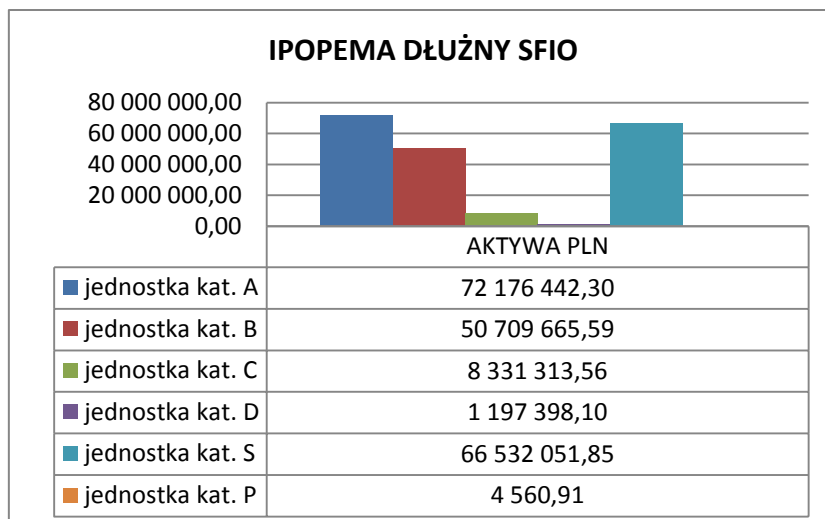 IPOPEMA DŁUŻNY SFIO
80 000 000,00
60 000 000,00
40 000 000,00
20 000 000,00
0,00
AKTYWA PLN
jednostka kat. A 72 176 442,30
jednostka kat. B 50 709 665,59
jednostka kat. C 8 331 313,56
jednostka kat. D 1 197 398,10
jednostka kat. S 66 532 051,85
jednostka kat. P 4 560,91